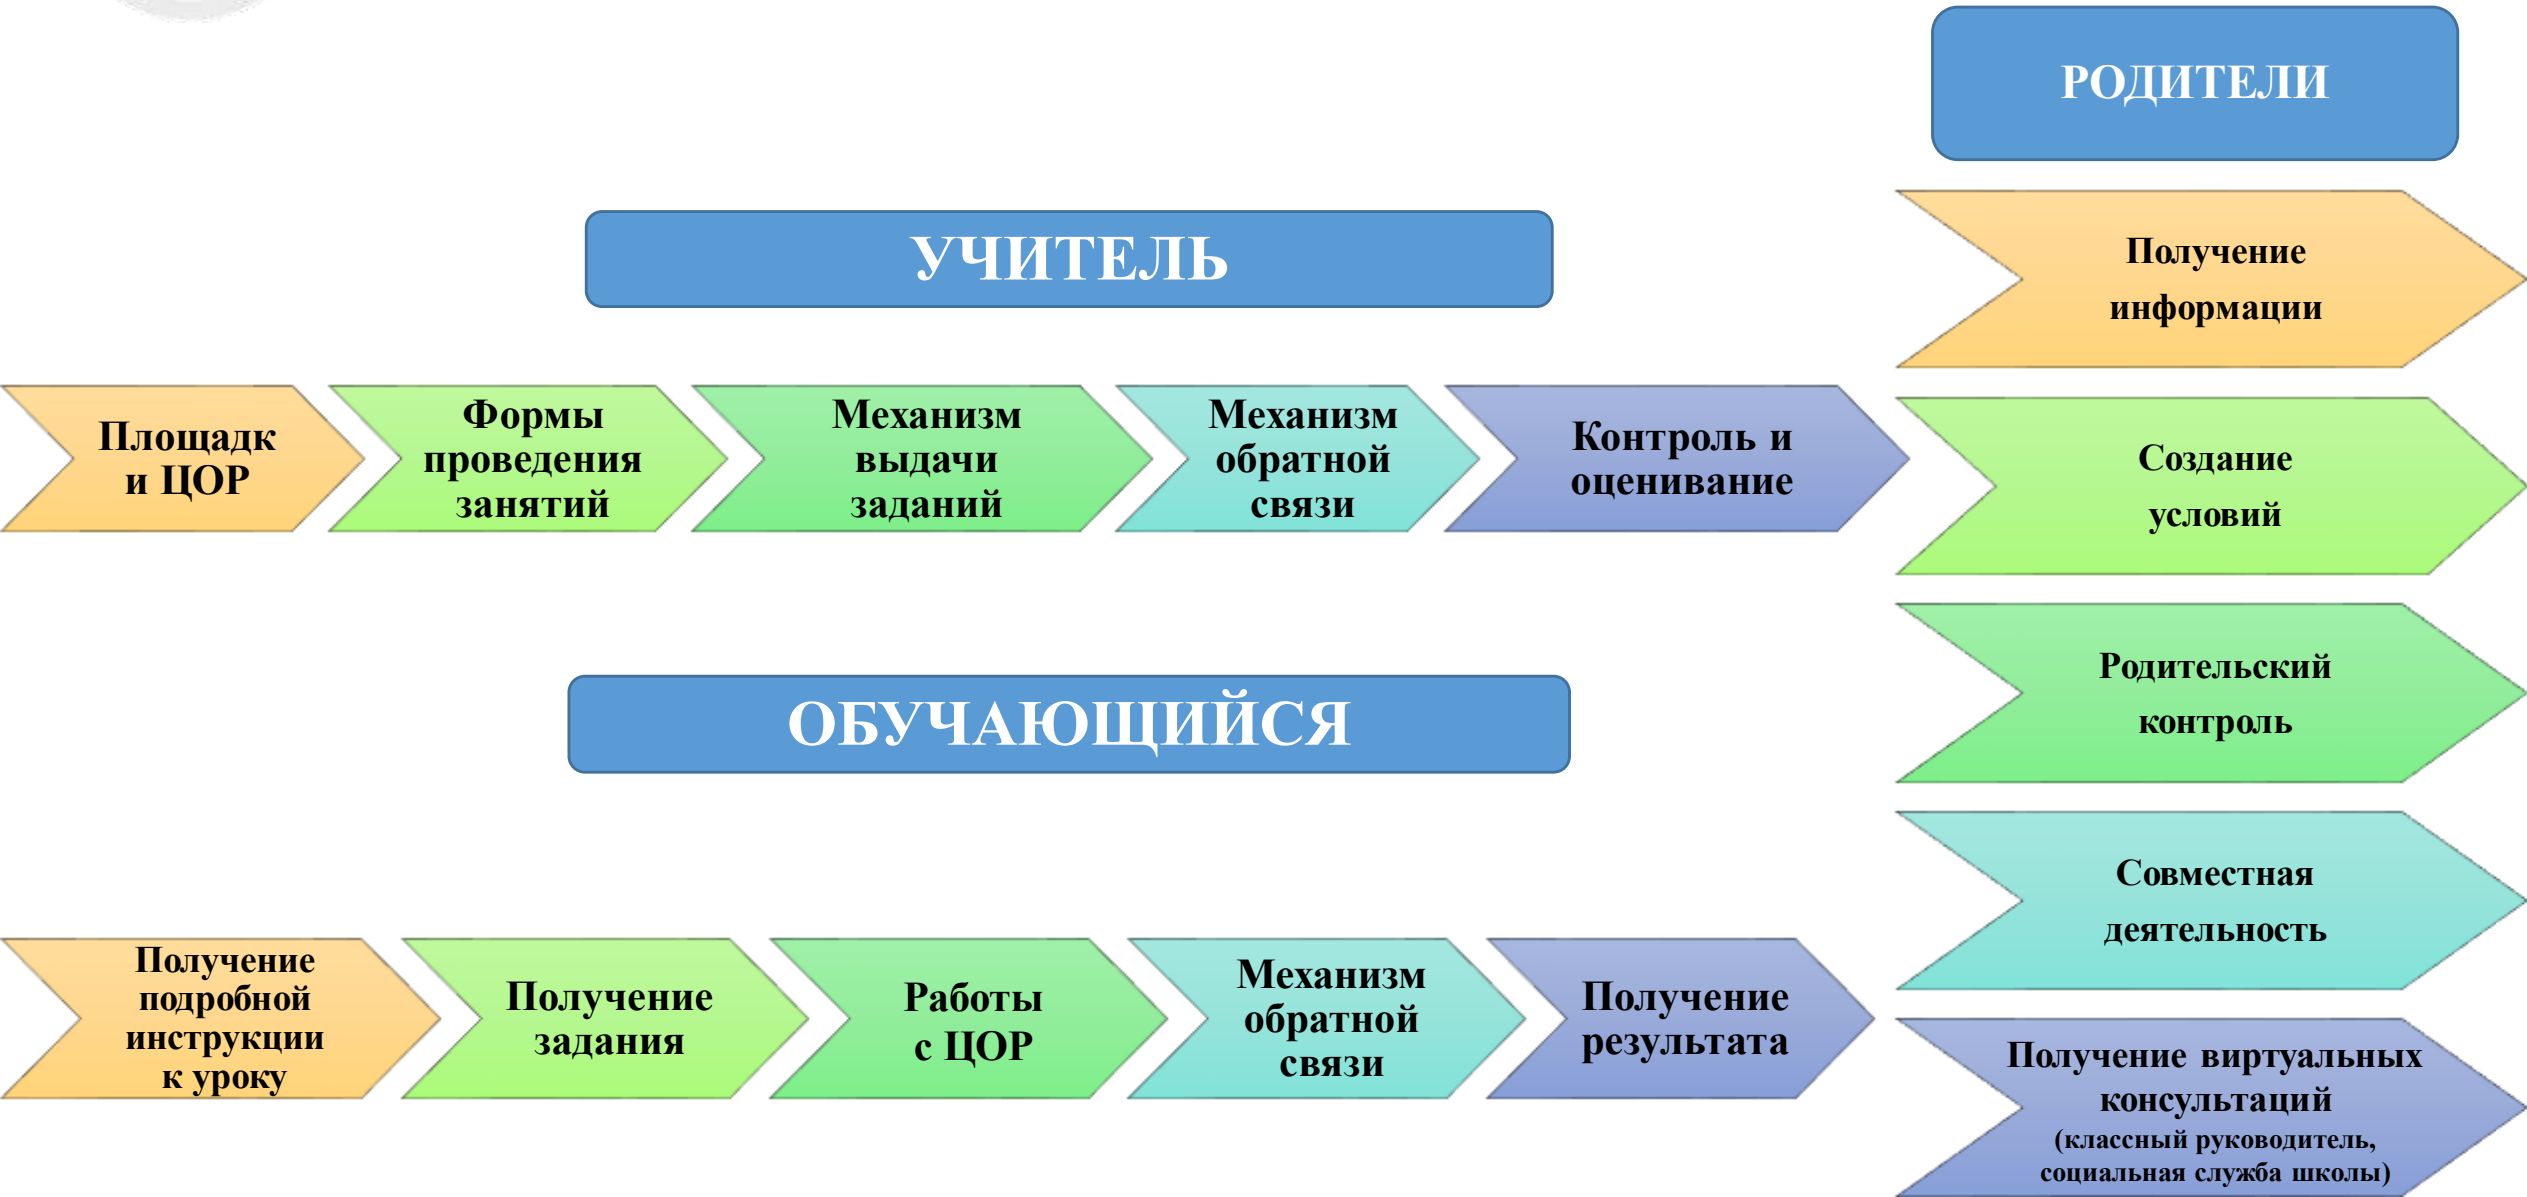 УЧИТЕЛЬ
Площадк
и ЦОР
Формы
проведения
занятий
Механизм
выдачи
заданий
Механизм
обратной
связи
Контроль и
оценивание
ОБУЧАЮЩИЙСЯ
Получение
подробной
инструкции
к уроку
Получение
задания
Работы
с ЦОР
Механизм
обратной
связи
Получение
результата
РОДИТЕЛИ
Получение
информации
Создание
условий
Родительский
контроль
Совместная
деятельность
Получение виртуальных
консультаций
(классный руководитель,
социальная служба школы)